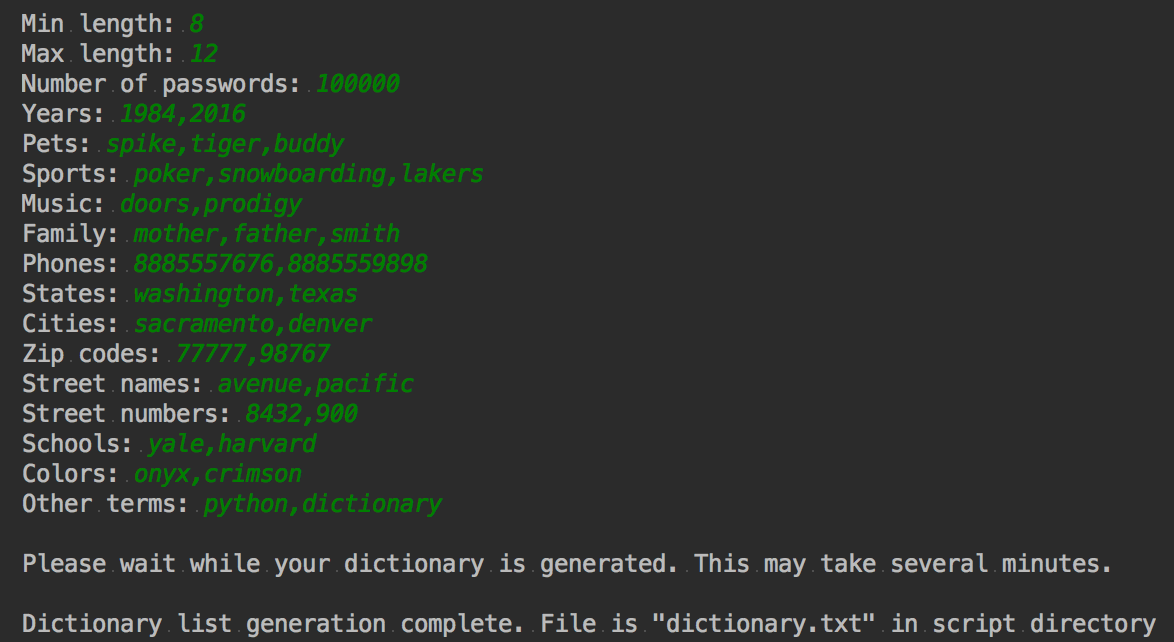 Min length: 8
Max length: 12
Number of passwords: 100000
Years: 1984,2016
Pets: spike,tiger,buddy
Sports: poker,snowboarding,lakers
Music: doors,prodigy
Family: mother,father,smith
Phones: 8885557676,8885559898
States: washington,texas
Cities: sacramento,denver
Zip codes: 77777,98767
Street names: avenue,pacific
Street numbers: 8432,900
Schools: yale,harvard
Colors: onyx,crimson
Other terms: python,dictionary
Please wait while your dictionary is generated. This may take several minutes.
Dictionary list generation complete. File is "dictionary.txt" in script directory